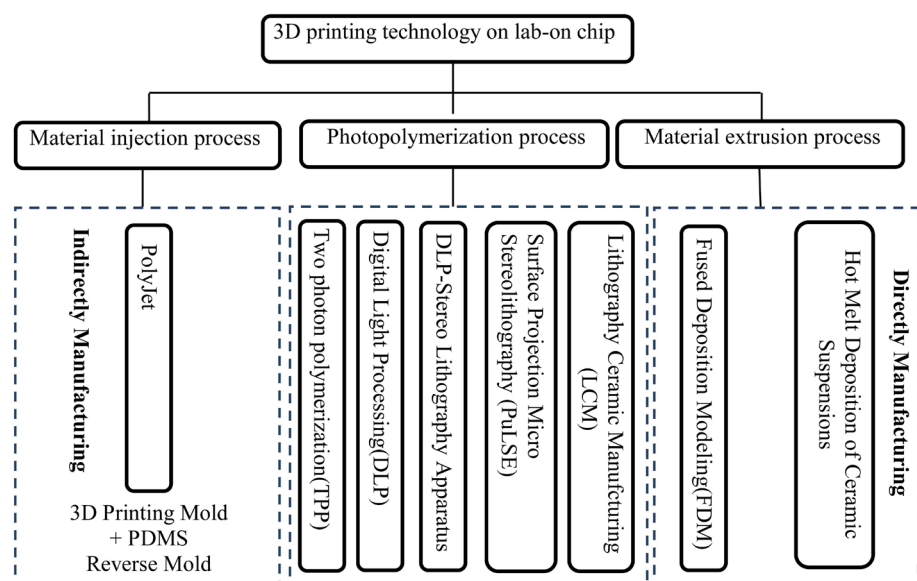 3D printing technology on lab-on chip
Material injection process
Photopolymerization process
Material extrusion process
Indirectly Manufacturing
PolyJet
3D Printing Mold
+ PDMS
Reverse Mold
Two photon polymerization(TPP)
Digital Light Processing(DLP)
DLP-Stereo Lithography Apparatus
Surface Projection Micro
Stereolithography (PuLSE)
Lithography Ceramic Manufcturing
(LCM)
Fused Deposition Modeling(FDM)
Hot Melt Deposition of Ceramic
Suspensions
Directly Manufacturing